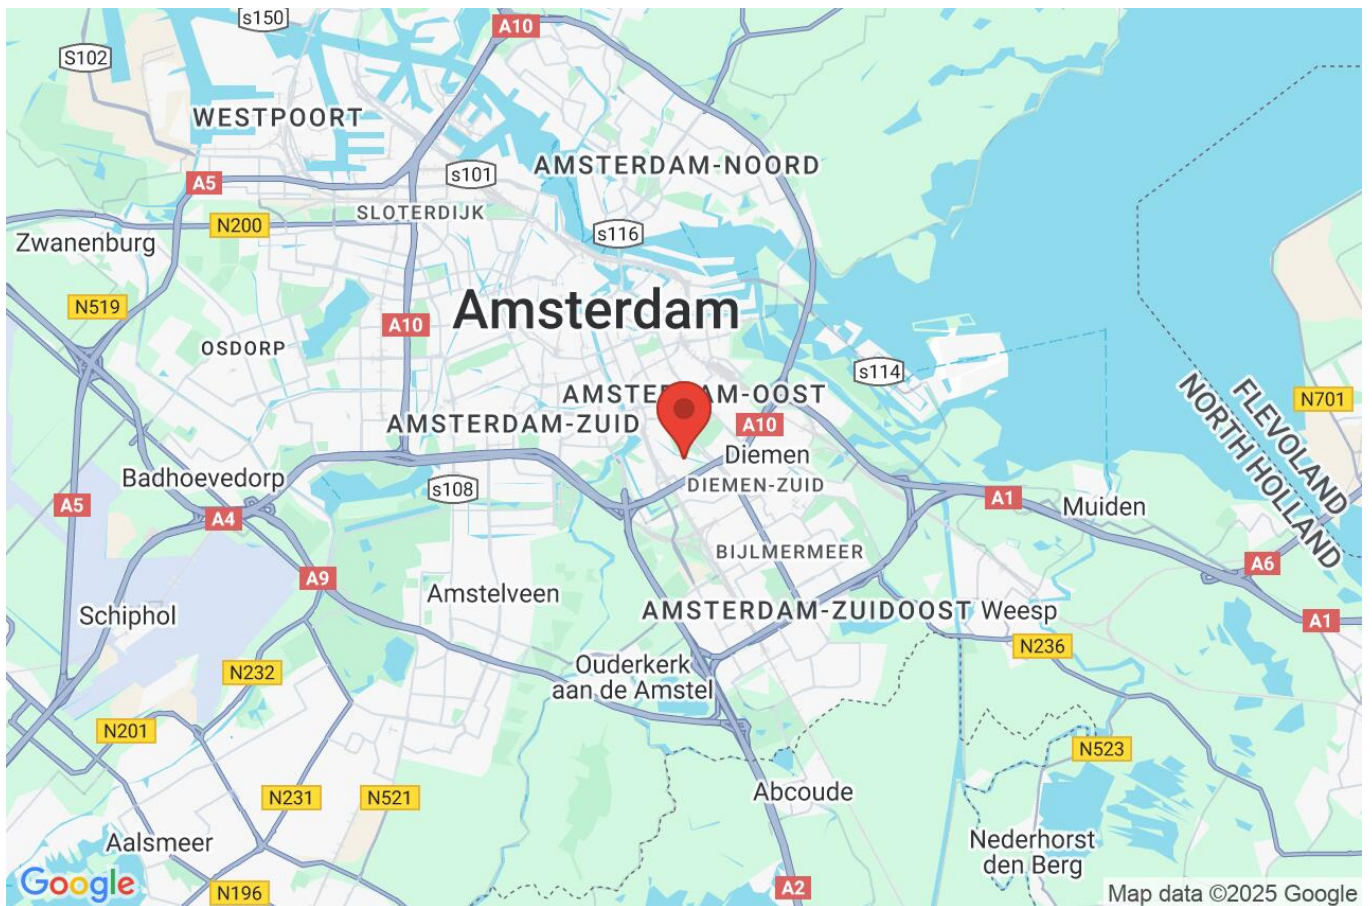 s150
A10
S102
WESTPOORT
AMSTERDAM-NOORD
s101
A5
SLOTERDIJK
N200
s116
Zwanenburg
N519
Amsterdam
A10
OSDORP
s114
AMSTERDAM-OOST
FLEVOLAND
NORTH HOLLAND
N701
AMSTERDAM-ZUID
A10
Diemen
Badhoevedorp
s108
DIEMEN-ZUID
A5
A4
A1
Muiden
BIJLMERMEER
A6
A9
Amstelveen
Schiphol
AMSTERDAM-ZUIDOOST
Weesp
A1
N236
Ouderkerk
aan de Amstel
N232
N201
N523
N231
N521
Abcoude
Aalsmeer
Nederhorst
den Berg
Google
N196
A2
Map data ©2025 Google